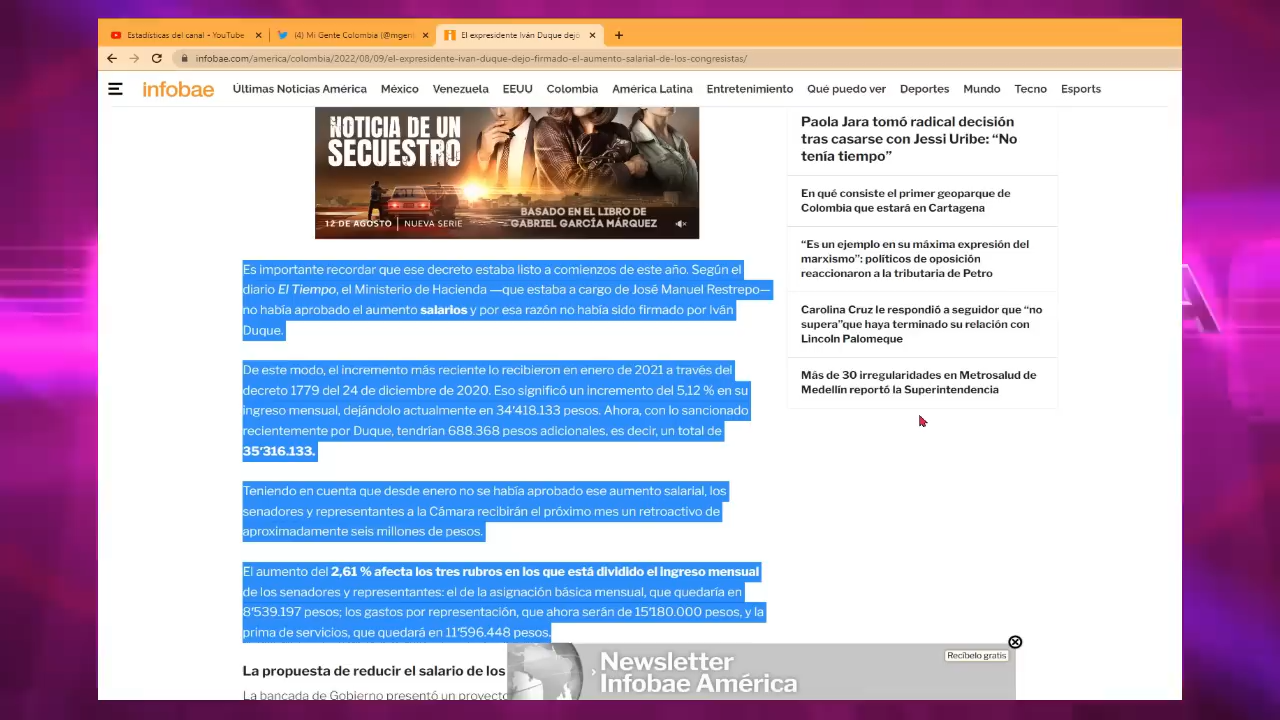 Estadísticas del canal - YouTube
(4) Mi Gente Colombia (@mgen
El expresidente Iván Duque dejó
infobae.com/america/colombia/2022/08/09/el-expresidente-ivan-duque-dejo-firmado-el-aumento-salarial-de-los-congresistas/
infobae
Últimas Noticias América México Venezuela EEUU Colombia América Latina Entretenimiento Qué puedo ver Deportes Mundo Tecno Esports
NOTICIA DE UN
SECUESTRO
BASADO EN EL LIBRO DE
GABRIEL GARCÍA MÁRQUEZ
12 DE AGOSTO | NUEVA SERIE
Es importante recordar que ese decreto estaba listo a comienzos de este año. Según el
diario El Tiempo, el Ministerio de Hacienda —que estaba a cargo de José Manuel Restrepo—
no había aprobado el aumento salarios y por esa razón no había sido firmado por Iván
Duque.
De este modo, el incremento más reciente lo recibieron en enero de 2021 a través del
decreto 1779 del 24 de diciembre de 2020. Eso significó un incremento del 5,12 % en su
ingreso mensual, dejándolo actualmente en 34'418.133 pesos. Ahora, con lo sancionado
recientemente por Duque, tendrían 688.368 pesos adicionales, es decir, un total de
35'316.133.
Teniendo en cuenta que desde enero no se había aprobado ese aumento salarial, los
senadores y representantes a la Cámara recibirán el próximo mes un retroactivo de
aproximadamente seis millones de pesos.
El aumento del 2,61 % afecta los tres rubros en los que está dividido el ingreso mensual
de los senadores y representantes: el de la asignación básica mensual, que quedaría en
8'539.197 pesos; los gastos por representación, que ahora serán de 15'180.000 pesos, y la
prima de servicios, que quedará en 11'596.448 pesos.
La propuesta de reducir el salario de los
La bancada de Gobierno presentó un proyecto
Paola Jara tomó radical decisión
tras casarse con Jessi Uribe: “No
tenía tiempo”
En qué consiste el primer geoparque de
Colombia que estará en Cartagena
“Es un ejemplo en su máxima expresión del
marxismo”: políticos de oposición
reaccionaron a la tributaria de Petro
Carolina Cruz le respondió a seguidor que “no
supera”que haya terminado su relación con
Lincoln Palomeque
Más de 30 irregularidades en Metrosalud de
Medellín reportó la Superintendencia
Recíbelo gratis
Newsletter
Infobae América